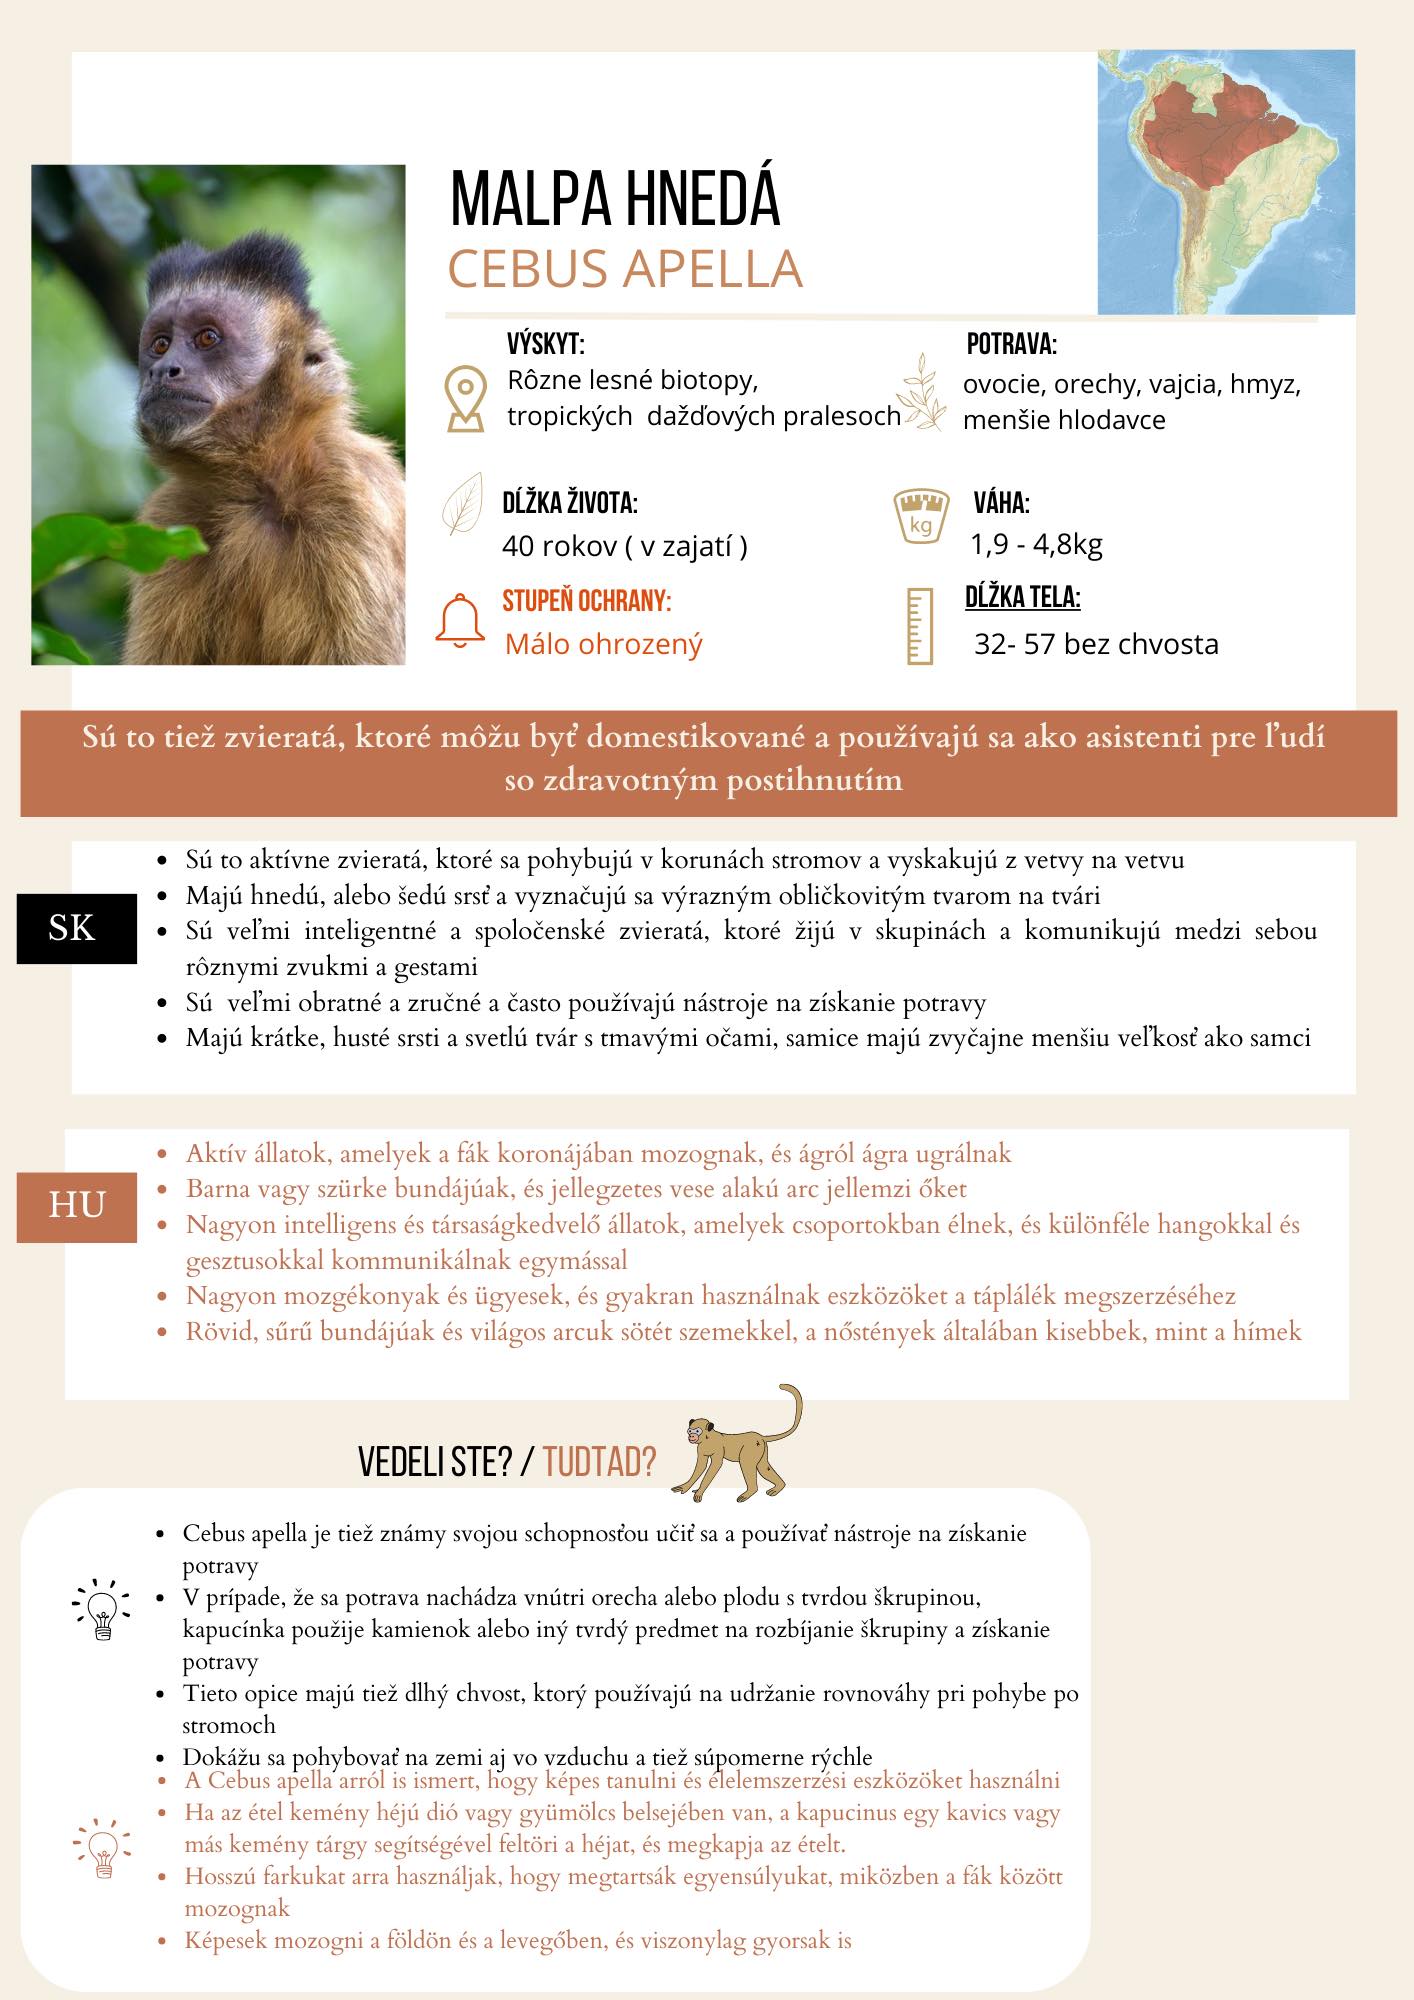 MALPA HNEDÁ
CEBUS APELLA
VÝSKYT:
Rôzne lesné biotopy,
tropických dažďových pralesoch
POTRAVA:
ovocie, orechy, vajcia, hmyz,
menšie hlodavce
DĹŽKA ŽIVOTA:
40 rokov ( v zajatí )
kg
VÁHA:
1,9 - 4,8kg
STUPEŇ OCHRANY:
Málo ohrozený
DĹŽKA TELA:
32- 57 bez chvosta
Sú to tiež zvieratá, ktoré môžu byť domestikované a používajú sa ako asistenti pre ľudí
so zdravotným postihnutím
SK
• Sú to aktívne zvieratá, ktoré sa pohybujú v korunách stromov a vyskakujú z vetvy na vetvu
• Majú hnedú, alebo šedú srsť a vyznačujú sa výrazným obličkovitým tvarom na tvári
• Sú veľmi inteligentné a spoločenské zvieratá, ktoré žijú v skupinách a komunikujú medzi sebou
rôznymi zvukmi a gestami
• Sú veľmi obratné a zručné a často používajú nástroje na získanie potravy
• Majú krátke, husté srsti a svetlú tvár s tmavými očami, samice majú zvyčajne menšiu veľkosť ako samci
HU
• Aktív állatok, amelyek a fák koronájában mozognak, és ágról ágra ugrálnak
• Barna vagy szürke bundájúak, és jellegzetes vese alakú arc jellemzi őket
• Nagyon intelligens és társaságkedvelő állatok, amelyek csoportokban élnek, és különféle hangokkal és
gesztusokkal kommunikálnak egymással
• Nagyon mozgékonyak és ügyesek, és gyakran használnak eszközöket a táplálék megszerzéséhez
• Rövid, sűrű bundájúak és világos arcuk sötét szemekkel, a nőstények általában kisebbek, mint a hímek
VEDELI STE? / TUDTAD?
• Cebus apella je tiež známy svojou schopnosťou učiť sa a používať nástroje na získanie
potravy
• V prípade, že sa potrava nachádza vnútri orecha alebo plodu s tvrdou škrupinou,
kapucínka použije kamienok alebo iný tvrdý predmet na rozbíjanie škrupiny a získanie
potravy
• Tieto opice majú tiež dlhý chvost, ktorý používajú na udržanie rovnováhy pri pohybe po
stromoch
• Dokážu sa pohybovať na zemi aj vo vzduchu a tiež súpomerne rýchle
• A Cebus apella arról is ismert, hogy képes tanulni és élelemszerzési eszközöket használni
• Ha az étel kemény héjú dió vagy gyümölcs belsejében van, a kapucinus egy kavics vagy
más kemény tárgy segítségével feltöri a héjat, és megkapja az ételt.
• Hosszú farkukat arra használjak, hogy megtartsák egyensúlyukat, miközben a fák között
mozognak
• Képesek mozogni a földön és a levegőben, és viszonylag gyorsak is